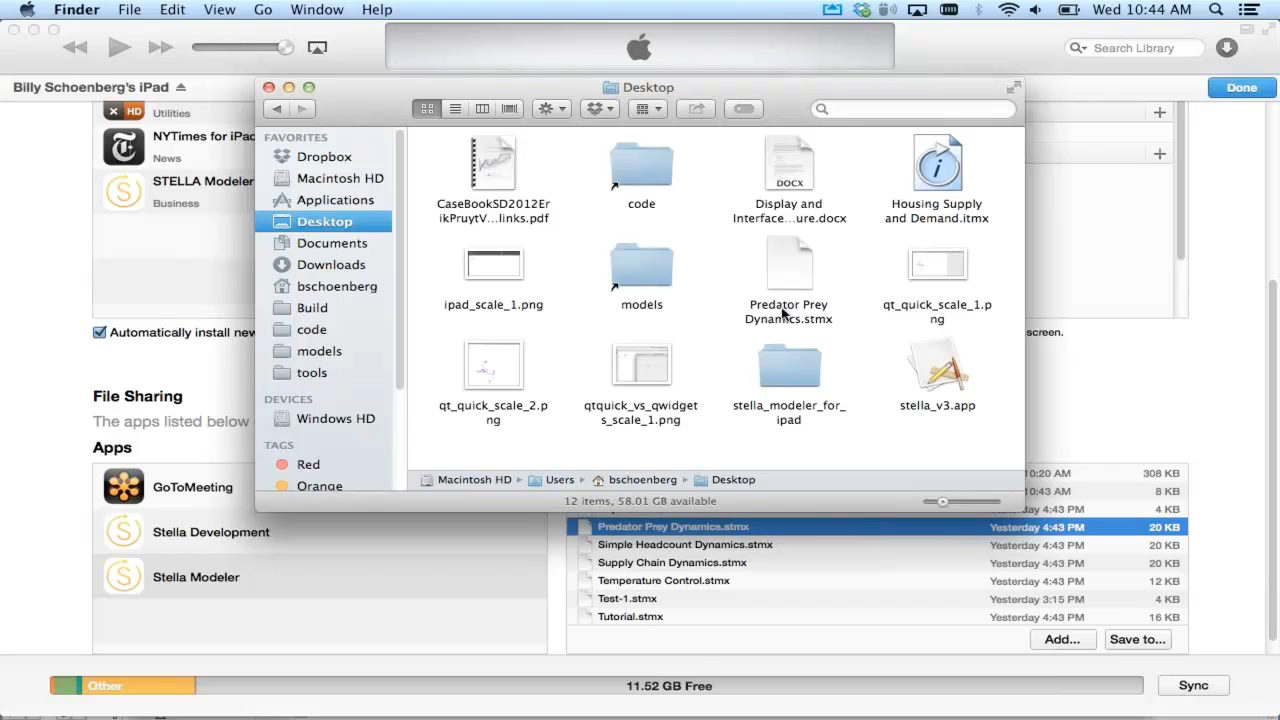 Finder File Edit View Go Window Help Wed 10:44 AM
Search Library
Billy Schoenberg's iPad Done
Desktop
HD Utilities
NYTimes for iPa
News
STELLA Modeler
Business
FAVORITES
Dropbox
Macintosh HD
Applications
Desktop
Documents
Downloads
bschoenberg
Build
code
models
tools
DEVICES
Windows HD
TAGS
Red
Orange
CaseBookSD2012Er
ikPruytV...links.pdf
code
DOCX
Display and
Interface...ure.docx
Housing Supply
and Demand.itmx
ipad_scale_1.png
models
Predator Prey
Dynamics.stmx
qt_quick_scale_1.p
ng
qt_quick_scale_2.p
ng
qtquick_vs_qwidget
s_scale_1.png
stella_modeler_for_
ipad
stella_v3.app
Macintosh HD Users bschoenberg Desktop
12 items, 58.01 GB available
Automatically install new screen.
File Sharing
The apps listed below
Apps
GoToMeeting
Stella Development
Stella Modeler
10:20 AM 308 KB
10:43 AM 8 KB
Yesterday 4:43 PM 4 KB
Predator Prey Dynamics.stmx Yesterday 4:43 PM 20 KB
Simple Headcount Dynamics.stmx Yesterday 4:43 PM 20 KB
Supply Chain Dynamics.stmx Yesterday 4:43 PM 20 KB
Temperature Control.stmx Yesterday 4:43 PM 12 KB
Test-1.stmx Yesterday 3:15 PM 4 KB
Tutorial.stmx Yesterday 4:43 PM 16 KB
Add... Save to...
Other 11.52 GB Free Sync